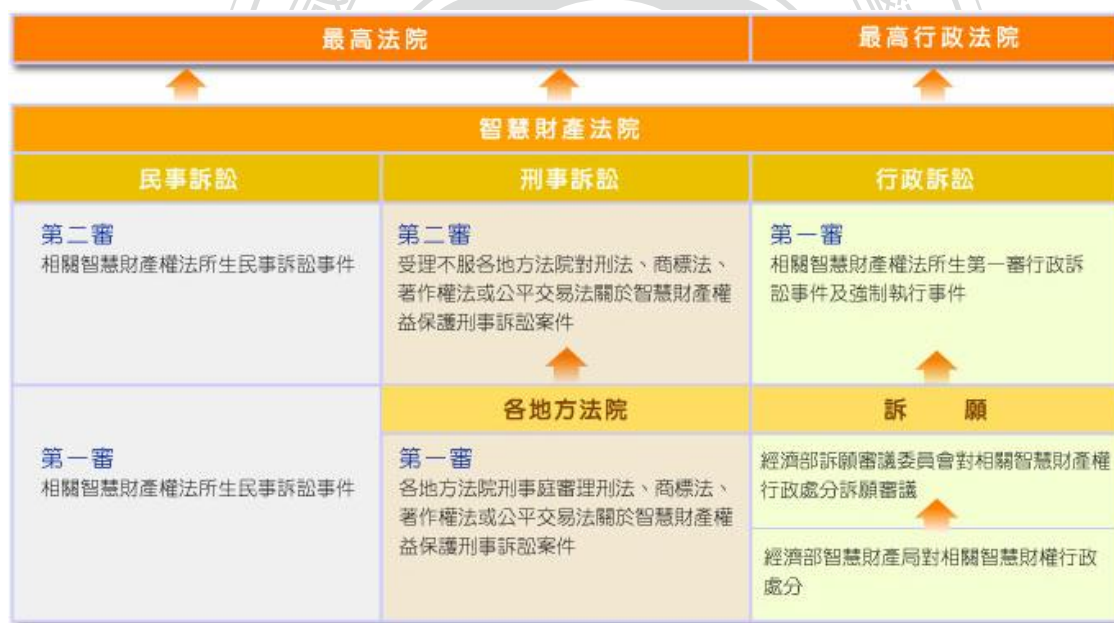 最高法院
最高行政法院
智慧財產法院
民事訴訟
刑事訴訟
行政訴訟
第二審
相關智慧財產權法所生民事訴訟事件
第二審
受理不服各地方法院對刑法、商標法、
著作權法或公平交易法關於智慧財產權
益保護刑事訴訟案件
第一審
相關智慧財產權法所生第一審行政訴
訟事件及強制執行事件
第一審
相關智慧財產權法所生民事訴訟事件
各地方法院
第一審
各地方法院刑事庭審理刑法、商標法、
著作權法或公平交易法關於智慧財產權
益保護刑事訴訟案件
訴 願
經濟部訴願審議委員會對相關智慧財產權
行政處分訴願審議
經濟部智慧財產局對相關智慧財權行政
處分